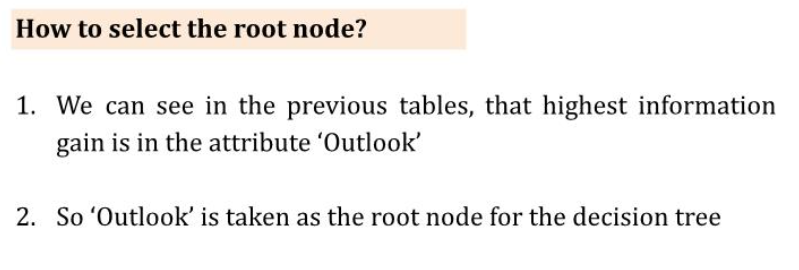 How to select the root node?
1. We can see in the previous tables, that highest information
gain is in the attribute ‘Outlook’
2. So ‘Outlook’ is taken as the root node for the decision tree